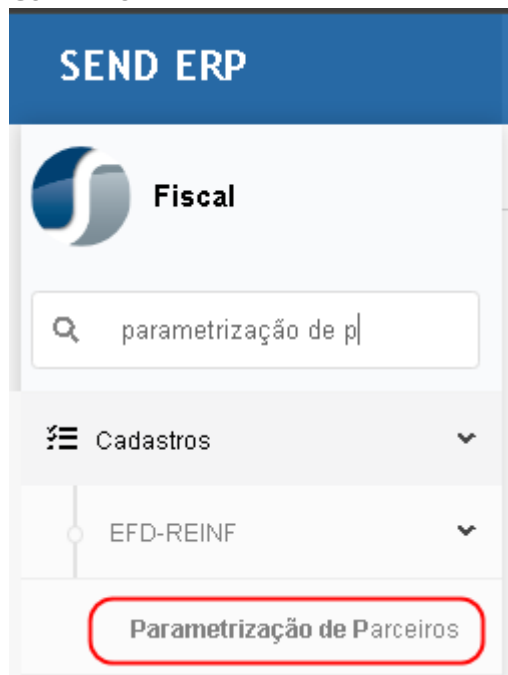 SEND ERP
Fiscal
parametrização de p
Cadastros
EFD-REINF
Parametrização de Parceiros